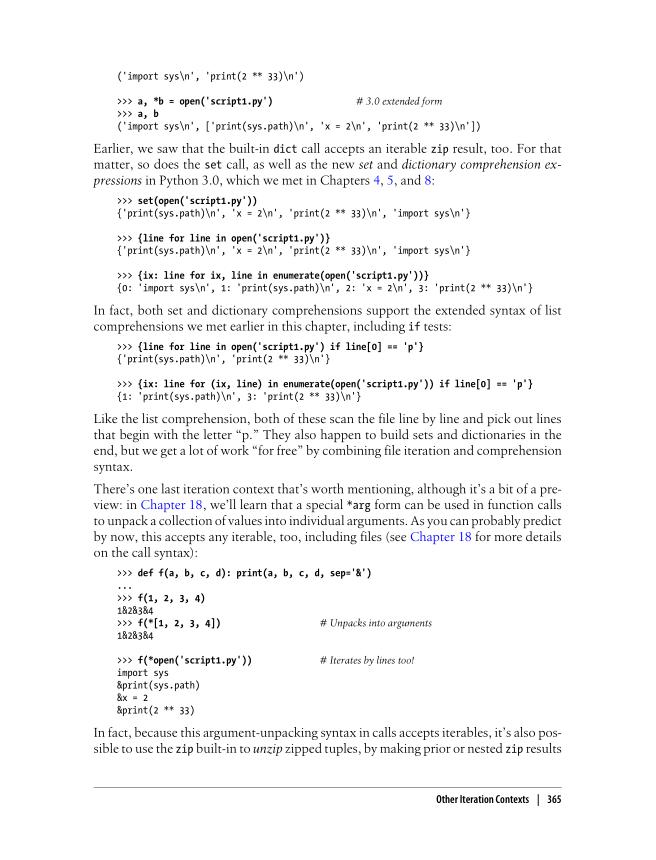 ('import sys\n', 'print(2 ** 33)\n')
>>> a, *b = open('script1.py') # 3.0 extended form
>>> a, b
('import sys\n', ['print(sys.path)\n', 'x = 2\n', 'print(2 ** 33)\n'])
Earlier, we saw that the built-in dict call accepts an iterable zip result, too. For that
matter, so does the set call, as well as the new set and dictionary comprehension ex-
pressions in Python 3.0, which we met in Chapters 4, 5, and 8:
>>> set(open('script1.py'))
{'print(sys.path)\n', 'x = 2\n', 'print(2 ** 33)\n', 'import sys\n'}
>>> {line for line in open('script1.py')}
{'print(sys.path)\n', 'x = 2\n', 'print(2 ** 33)\n', 'import sys\n'}
>>> {ix: line for ix, line in enumerate(open('script1.py'))}
{0: 'import sys\n', 1: 'print(sys.path)\n', 2: 'x = 2\n', 3: 'print(2 ** 33)\n'}
In fact, both set and dictionary comprehensions support the extended syntax of list
comprehensions we met earlier in this chapter, including if tests:
>>> {line for line in open('script1.py') if line[0] == 'p'}
{'print(sys.path)\n', 'print(2 ** 33)\n'}
>>> {ix: line for (ix, line) in enumerate(open('script1.py')) if line[0] == 'p'}
{1: 'print(sys.path)\n', 3: 'print(2 ** 33)\n'}
Like the list comprehension, both of these scan the file line by line and pick out lines
that begin with the letter “p.” They also happen to build sets and dictionaries in the
end, but we get a lot of work “for free” by combining file iteration and comprehension
syntax.
There’s one last iteration context that’s worth mentioning, although it’s a bit of a pre-
view: in Chapter 18, we’ll learn that a special *arg form can be used in function calls
to unpack a collection of values into individual arguments. As you can probably predict
by now, this accepts any iterable, too, including files (see Chapter 18 for more details
on the call syntax):
>>> def f(a, b, c, d): print(a, b, c, d, sep='&')
...
>>> f(1, 2, 3, 4)
1&2&3&4
>>> f(*[1, 2, 3, 4]) # Unpacks into arguments
1&2&3&4
>>> f(*open('script1.py')) # Iterates by lines too!
import sys
&print(sys.path)
&x = 2
&print(2 ** 33)
In fact, because this argument-unpacking syntax in calls accepts iterables, it’s also pos-
sible to use the zip built-in to unzip zipped tuples, by making prior or nested zip results
Other Iteration Contexts | 365